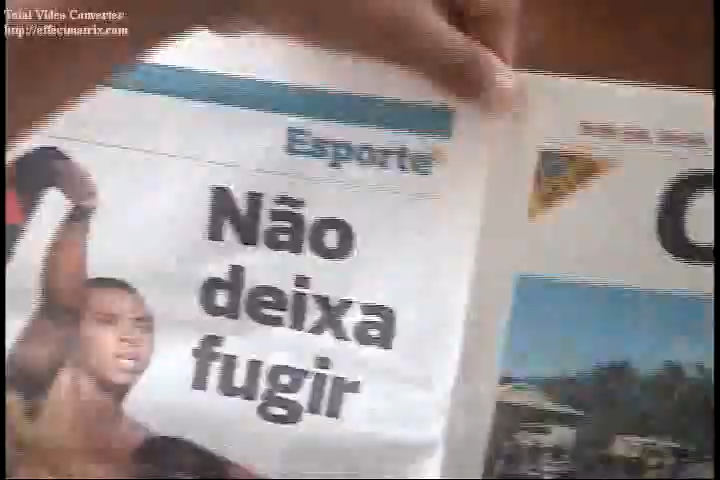 Total Video Converter
http://effectmatrix.com
Esporte
Não
deixa
fugir